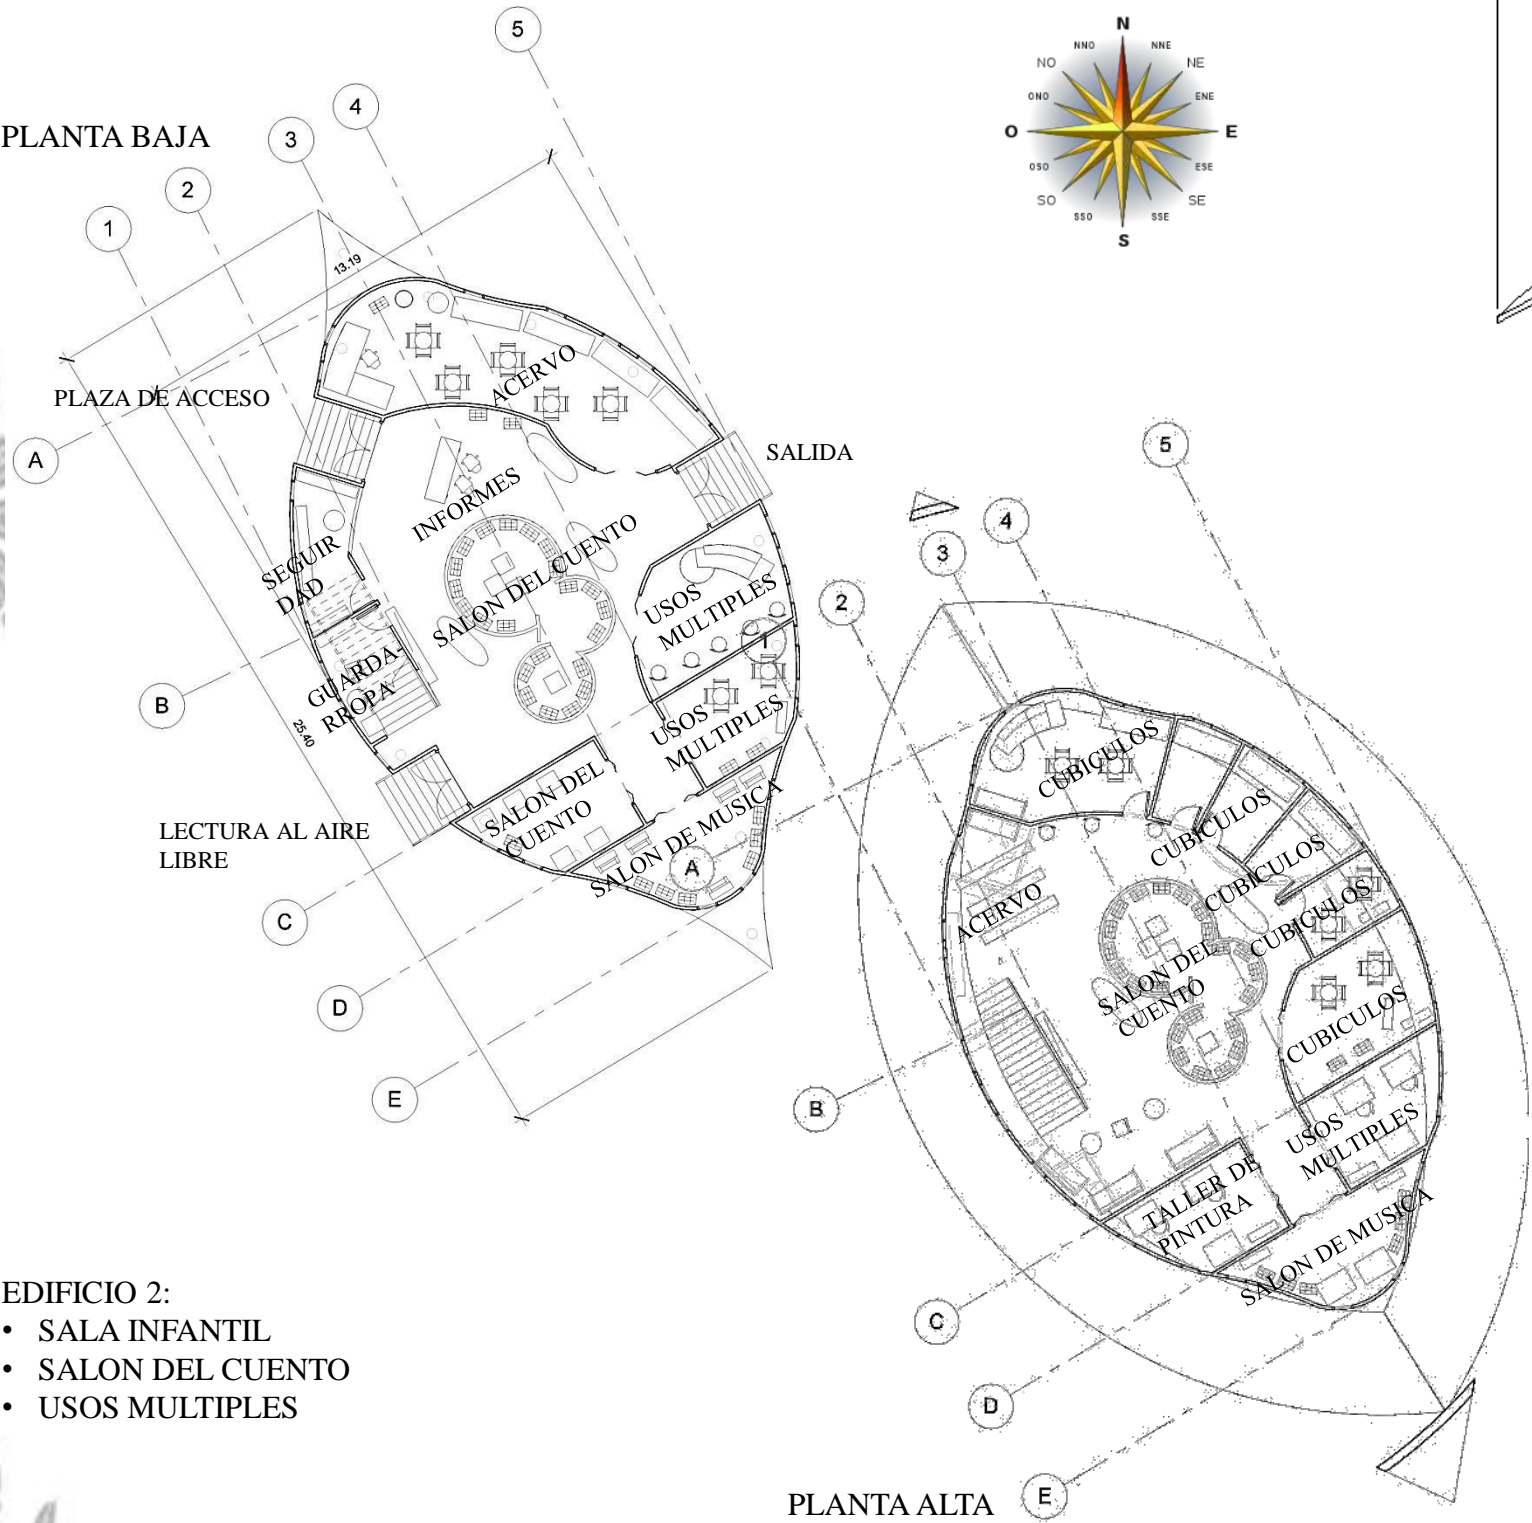 PLANTA BAJA
1
2
3
4
5
13.19
PLAZA DE ACCESO
A
ACERVO
SALIDA
INFORMES
SEGUIR
DAD
SALON DEL CUENTO
USOS
MULTIPLES
1
B
GUARDA-
RROPA
25.40
USOS
MULTIPLES
SALON DEL
CUENTO
SALON DE MUSICA
LECTURA AL AIRE
LIBRE
C
D
E
N
NNE
NE
ENE
E
ESE
SE
SSE
S
SSO
SO
OSO
O
ONO
NO
NNO
2
3
4
5
A
CUBICULOS
CUBICULOS
CUBICULOS
CUBICULOS
ACERVO
SALON DEL
CUENTO
CUBICULOS
B
USOS
MULTIPLES
TALLER DE
PINTURA
SALON DE MUSICA
C
D
E
EDIFICIO 2:
• SALA INFANTIL
• SALON DEL CUENTO
• USOS MULTIPLES
PLANTA ALTA